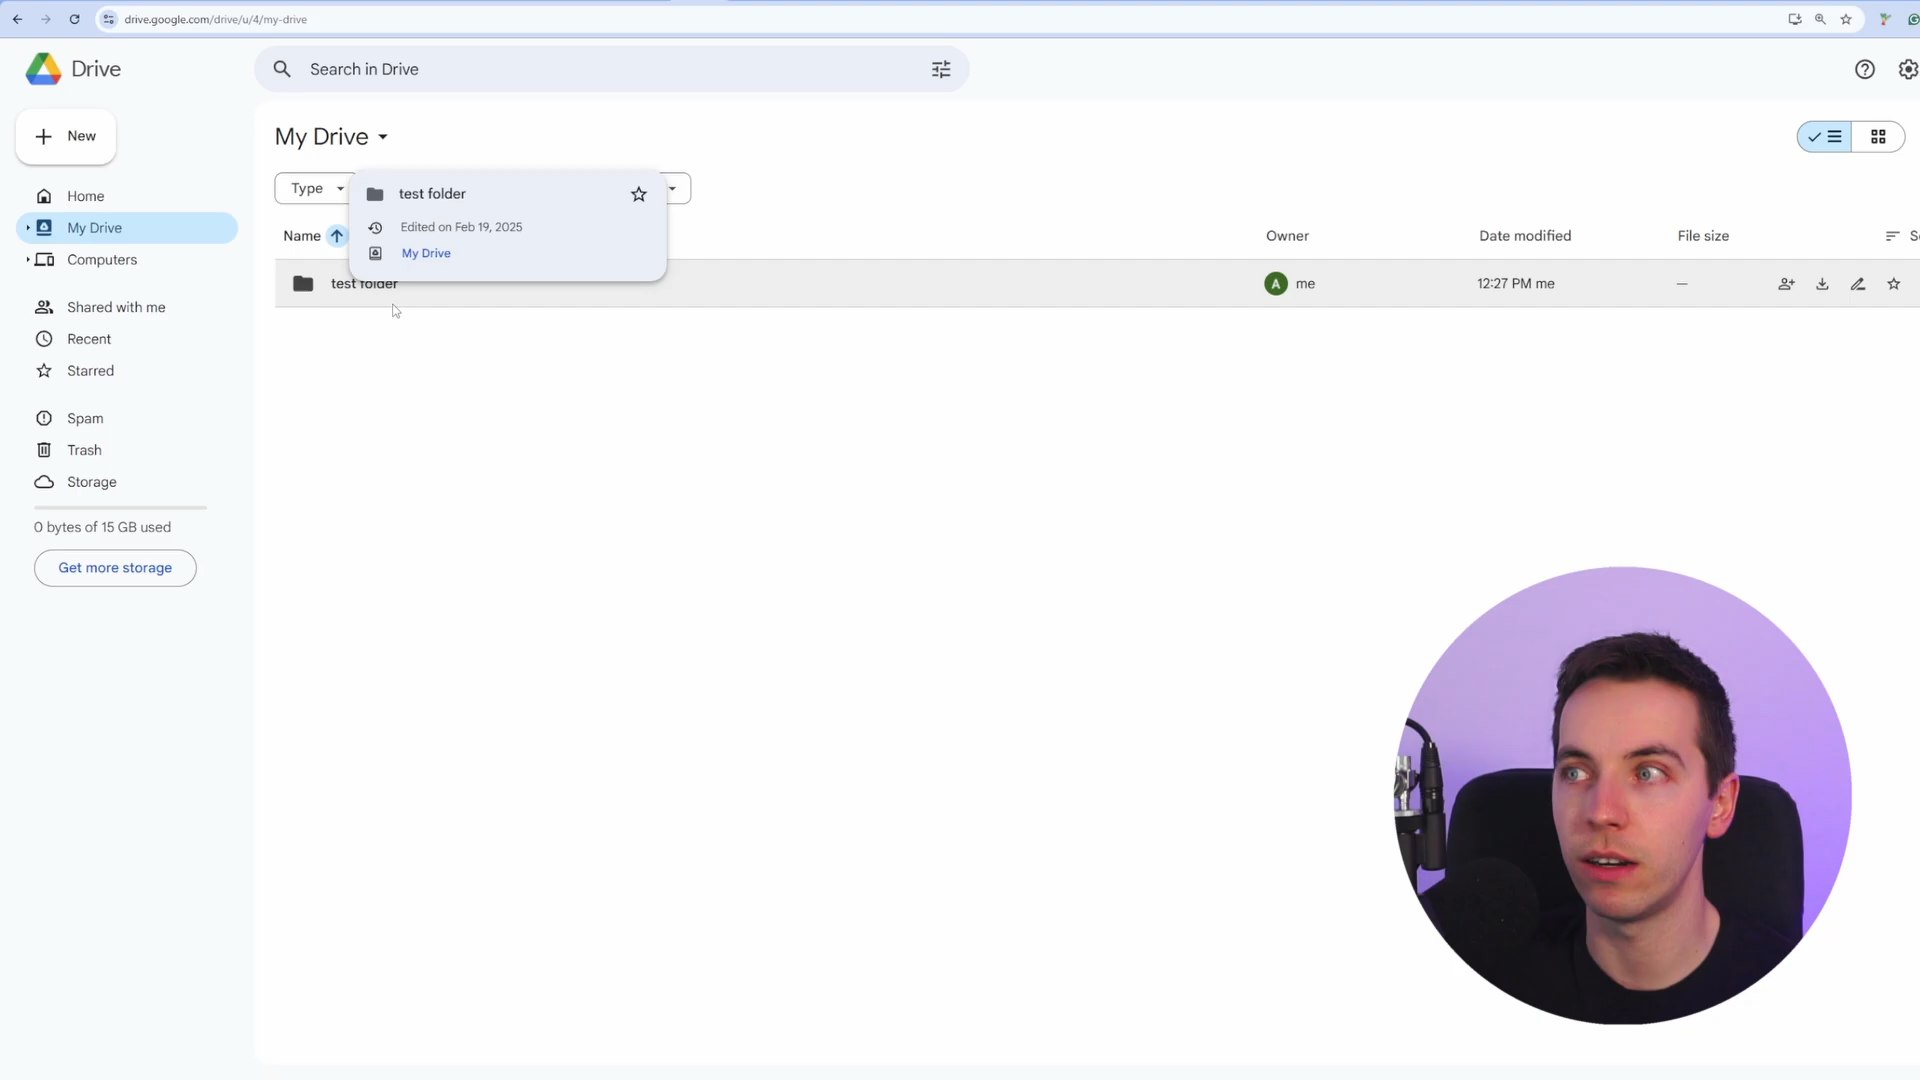 drive.google.com/drive/u/4/my-drive
Drive
Search in Drive
New
My Drive
Type
test folder
Edited on Feb 19, 2025
My Drive
Home
My Drive
Computers
Shared with me
Recent
Starred
Spam
Trash
Storage
0 bytes of 15 GB used
Get more storage
Name
Owner
Date modified
File size
test folder
A
me
12:27 PM me
—